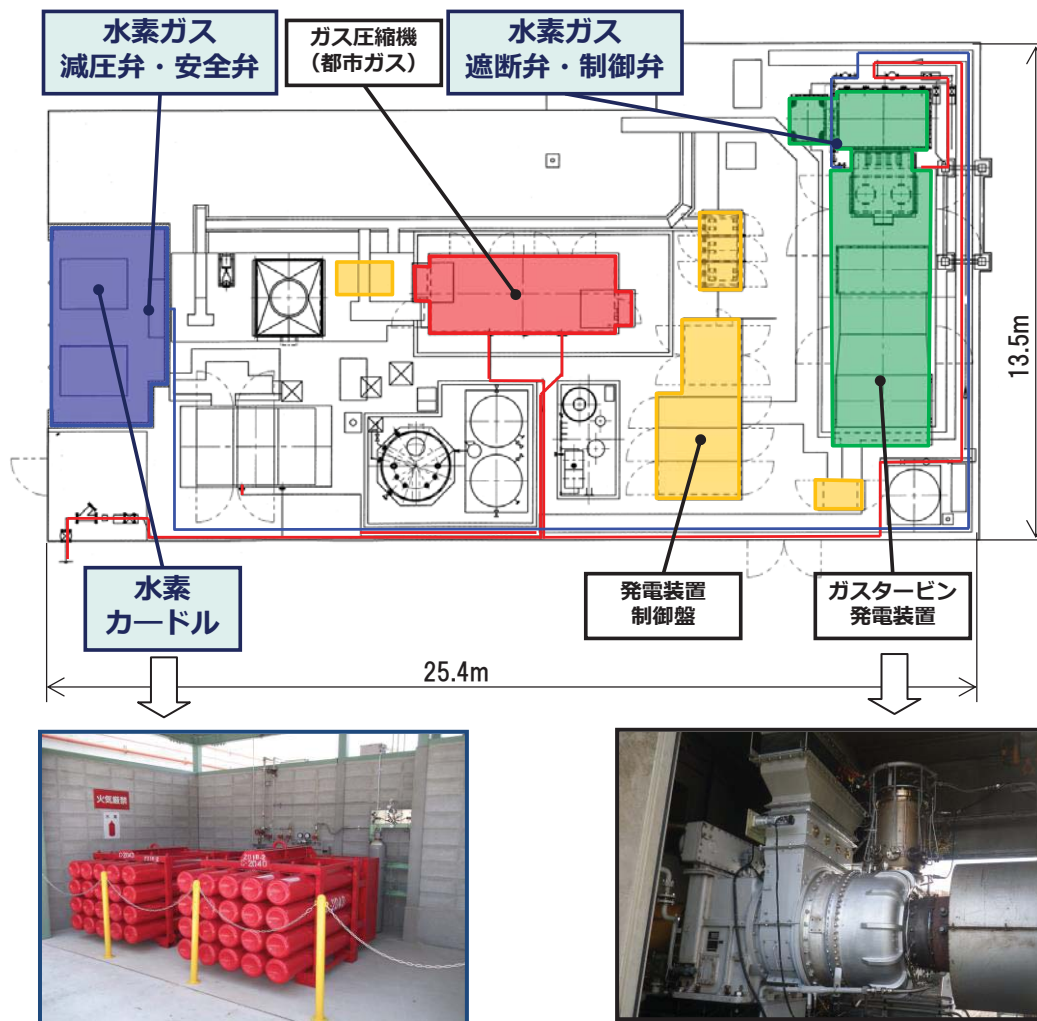 水素ガス
減圧弁・安全弁
ガス圧縮機
（都市ガス）
水素ガス
遮断弁・制御弁
13.5m
水素
カードル
発電装置
制御盤
ガスタービン
発電装置
25.4m
火気厳禁